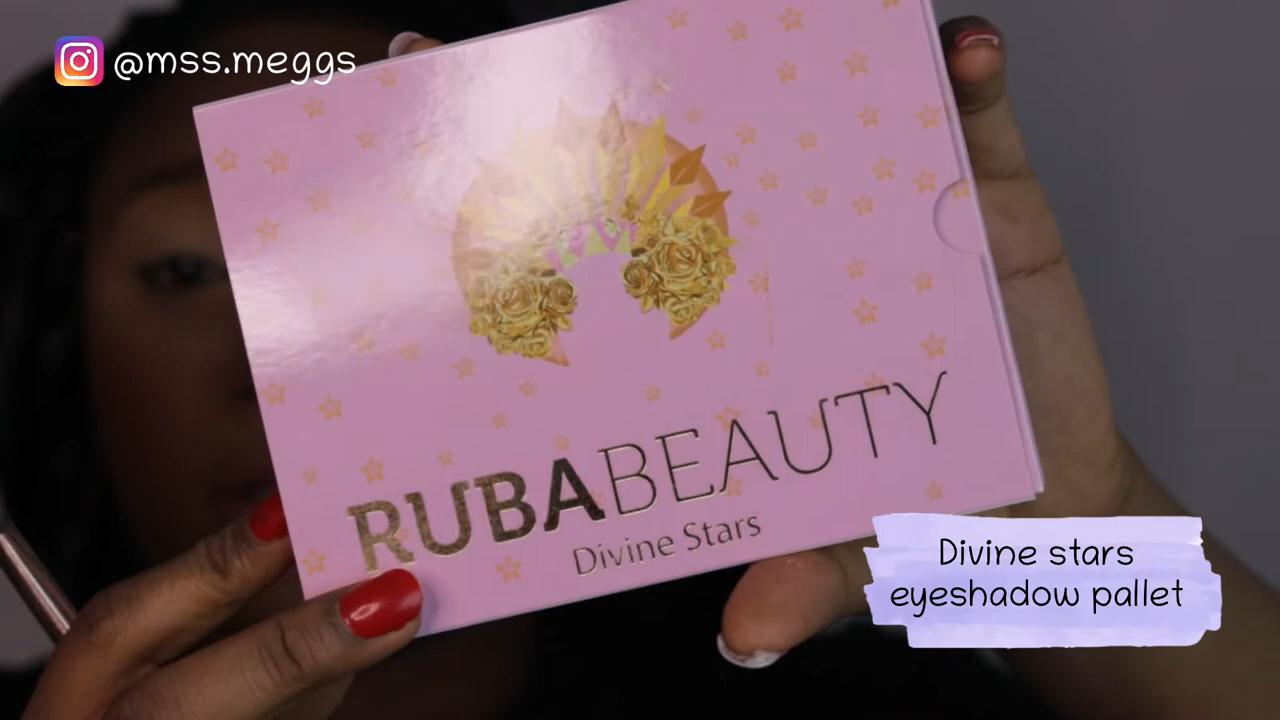 @mss.meggs
RUBABEAUTY
Divine Stars
Divine stars
eyeshadow pallet